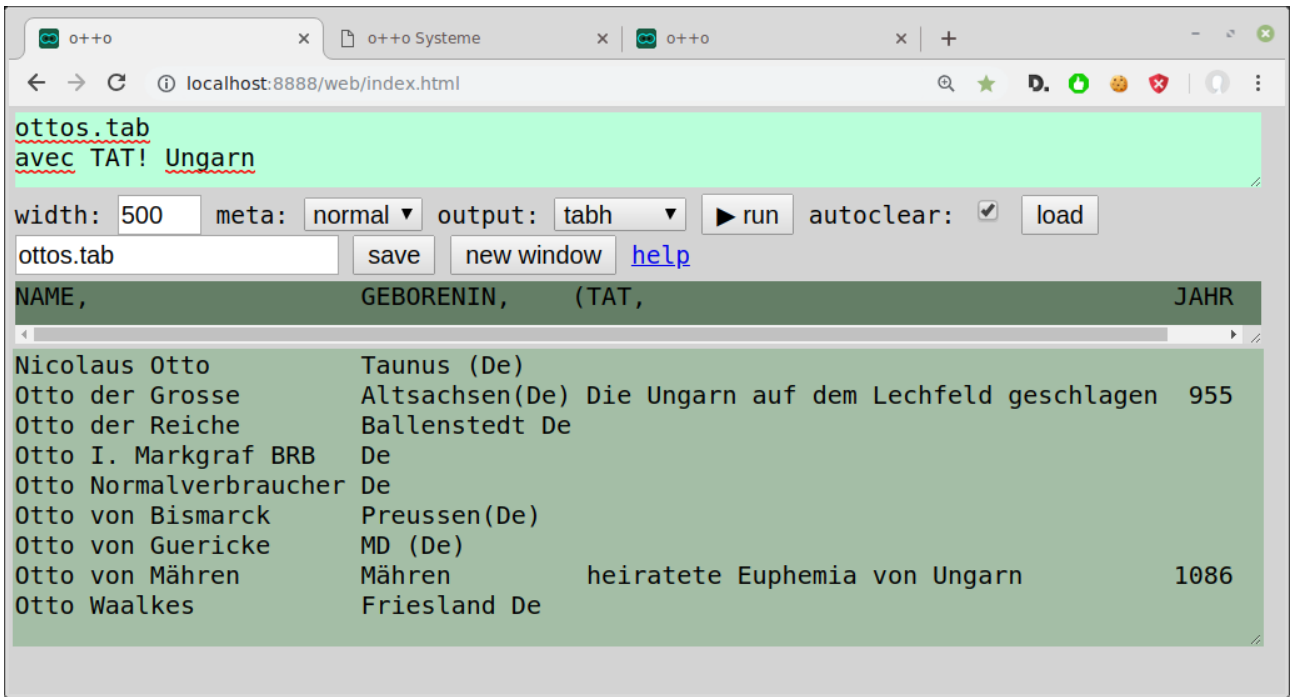 o++o
o++o Systeme
o++o
localhost:8888/web/index.html
D.
ottos.tab
avec TAT! Ungarn
width: 500 meta: normal output: tabh ▶ run autoclear: load
ottos.tab save new window help
NAME, GEBORENIN, (TAT, JAHR
Nicolaus Otto Taunus (De)
Otto der Grosse Altsachsen(De) Die Ungarn auf dem Lechfeld geschlagen 955
Otto der Reiche Ballenstedt De
Otto I. Markgraf BRB De
Otto Normalverbraucher De
Otto von Bismarck Preussen(De)
Otto von Guericke MD (De)
Otto von Mähren Mähren heiratete Euphemia von Ungarn 1086
Otto Waalkes Friesland De